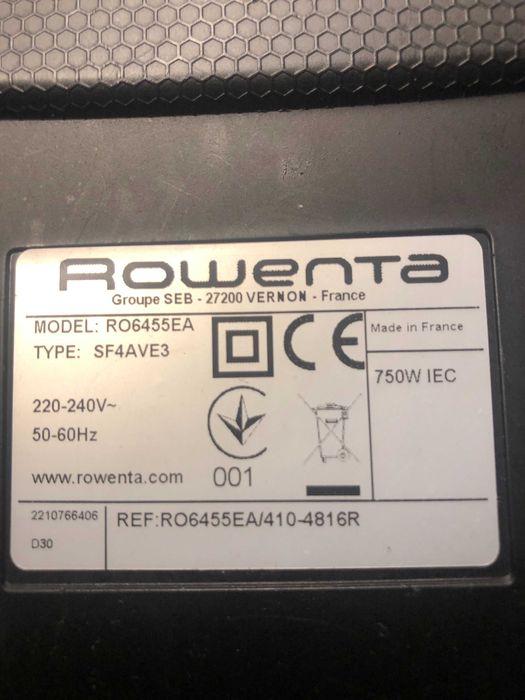 Rowenta
Groupe SEB - 27200 VERNON - France
MODEL: RO6455EA
TYPE: SF4AVE3
220-240V~
50-60Hz
www.rowenta.com
001
CE
Made in France
750W IEC
2210766406
D30
REF:RO6455EA/410-4816R